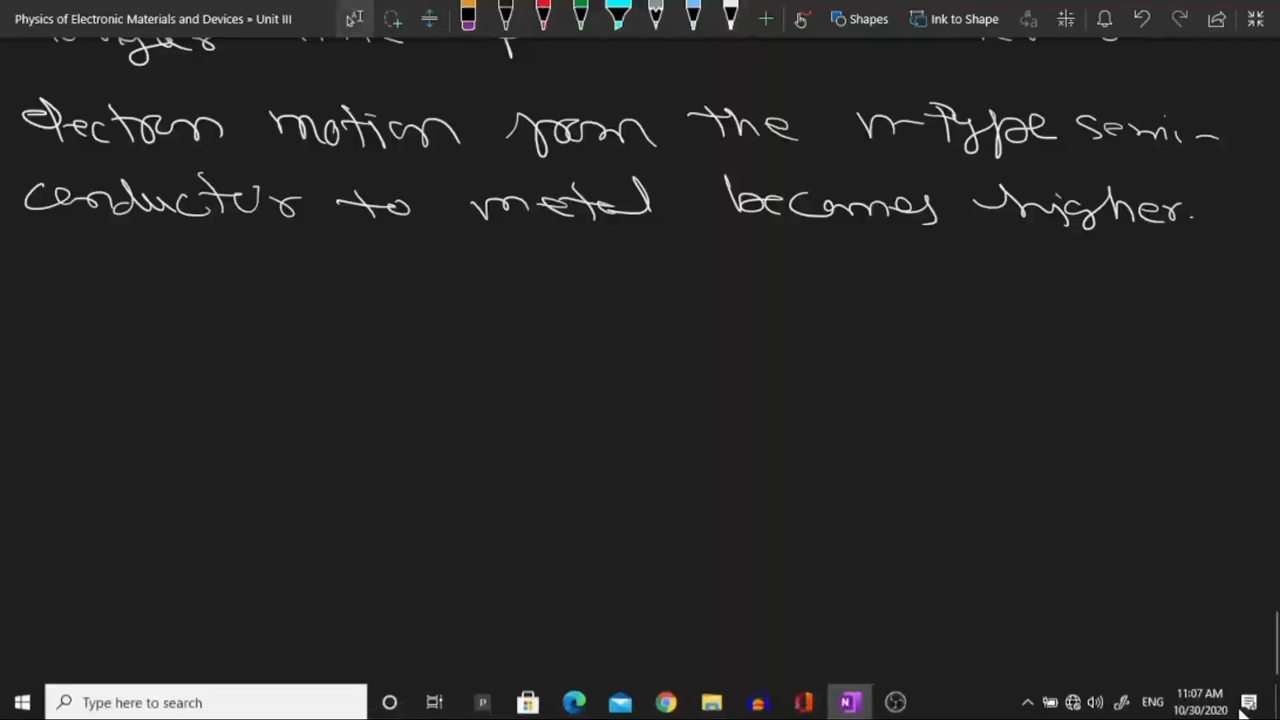 Physics of Electronic Materials and Devices » Unit III
Shapes
Ink to Shape
electron motion from the n-type semi-
conductor to metal becomes higher.
Type here to search
ENG
11:07 AM
10/30/2020